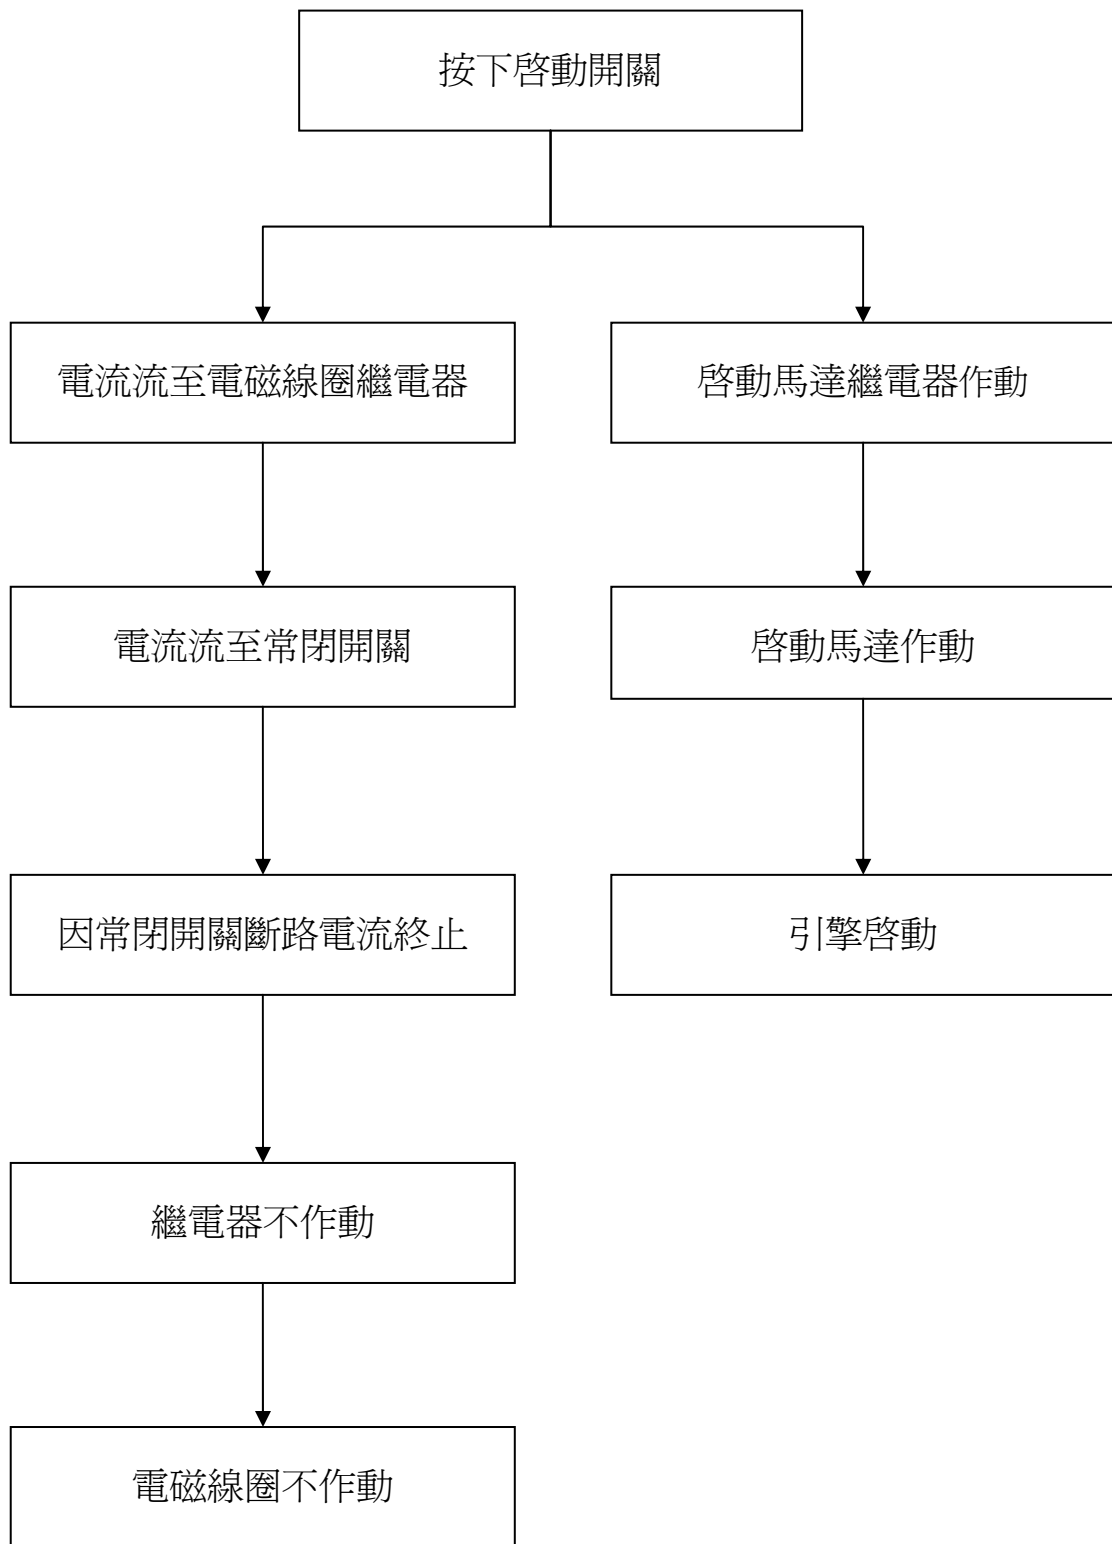 按下啓動開關
電流流至電磁線圈繼電器
啓動馬達繼電器作動
電流流至常閉開關
啓動馬達作動
因常閉開關斷路電流終止
引擎啓動
繼電器不作動
電磁線圈不作動